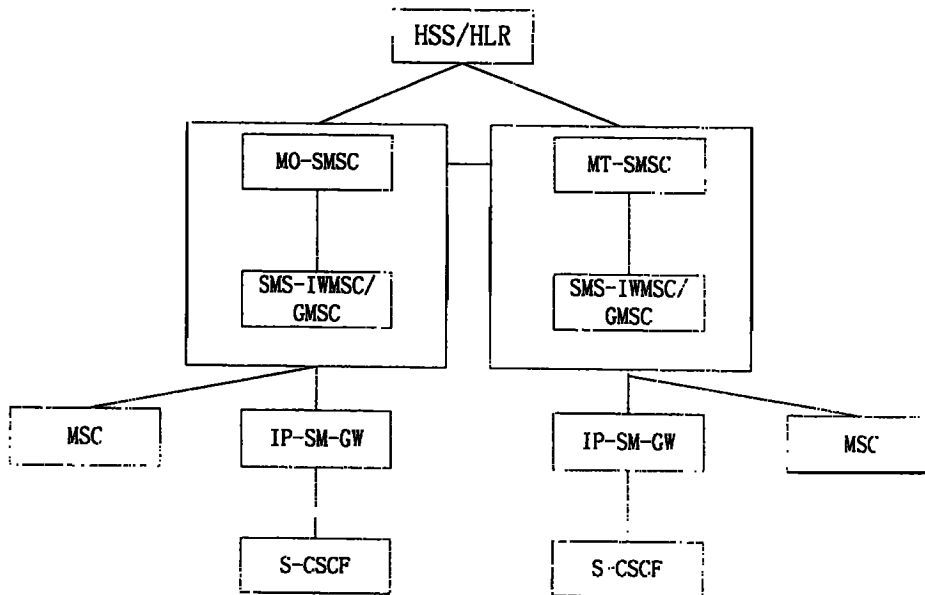 HSS/HLR
MO-SMSC
MT-SMSC
SMS-IWMSC/
GMSC
SMS-IWMSC/
GMSC
MSC
IP-SM-GW
IP-SM-GW
MSC
S-CSCF
S-CSCF